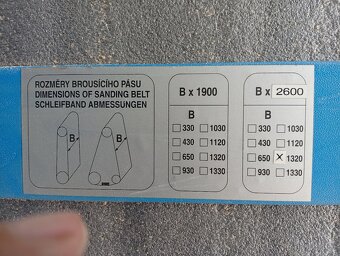 ROZMĚRY BROUSÍCÍHO PÁSU
DIMENSIONS OF SANDING BELT
SCHLEIFBAND ABMESSUNGEN
B
B
B x 1900
B
330 1030
430 1120
650 1320
930 1330
B x 2600
B
330 1030
430 1120
650 x 1320
930 1330